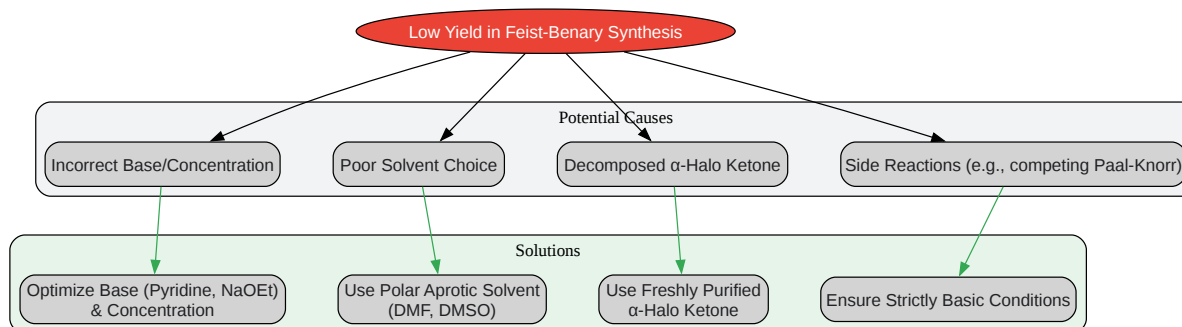 Low Yield in Feist-Benary Synthesis
Potential Causes
Incorrect Base/Concentration
Poor Solvent Choice
Decomposed α-Halo Ketone
Side Reactions (e.g., competing Paal-Knorr)
Solutions
Optimize Base (Pyridine, NaOEt)
& Concentration
Use Polar Aprotic Solvent
(DMF, DMSO)
Use Freshly Purified
α-Halo Ketone
Ensure Strictly Basic Conditions